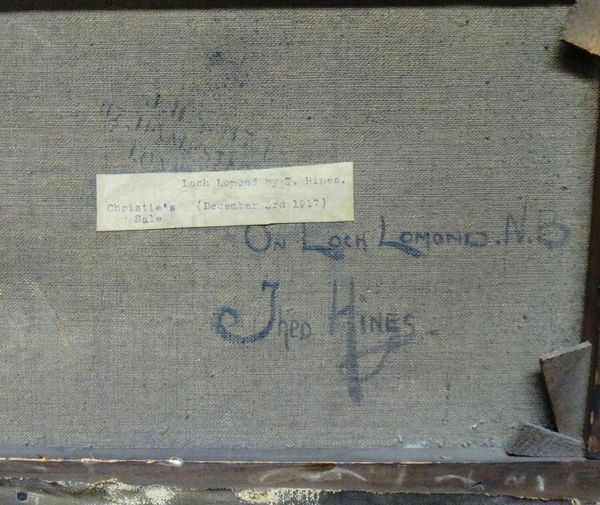 Loch Lomond by T. Hines.
Christie's (December 3rd 1917)
Sale
"On Loch Lomond. N.B
Theo Hines.